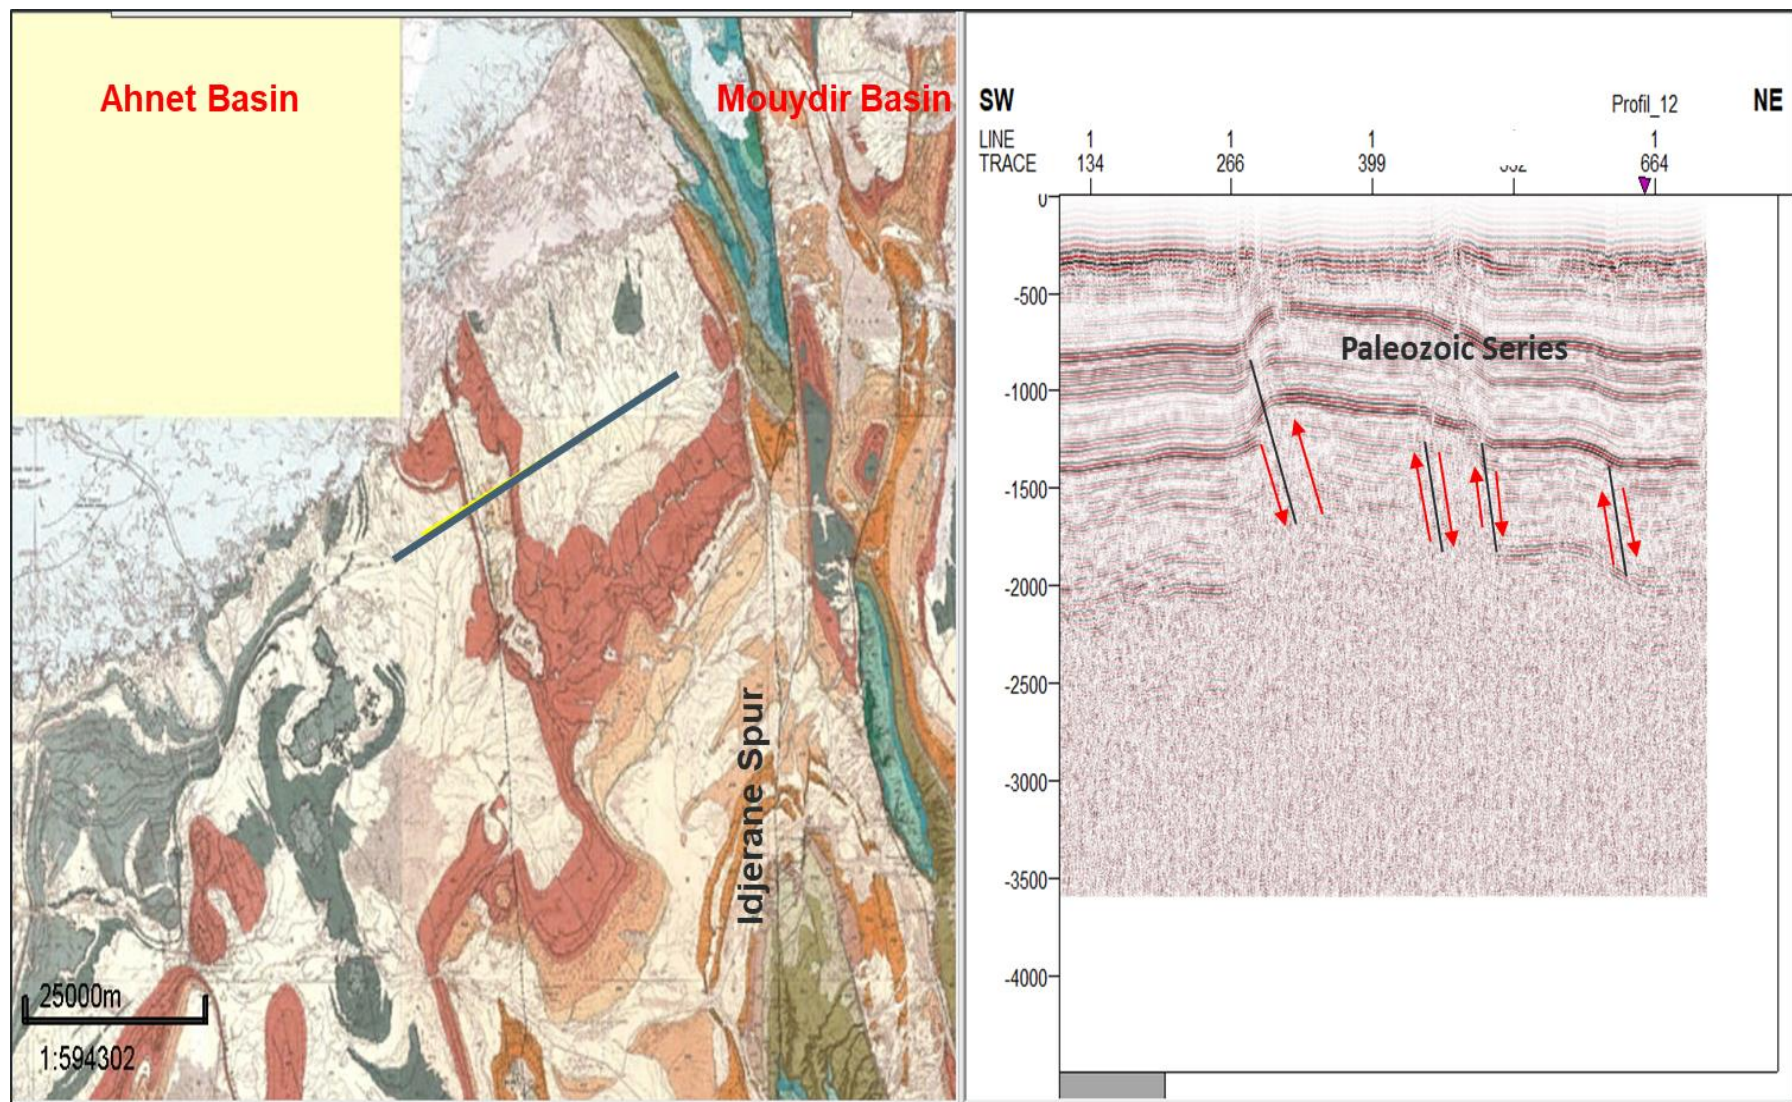 Ahnet Basin
Mouydir Basin
Idjerane Spur
25000m
1:594302
SW
Profil_12
NE
LINE 1 1 1 1
TRACE 134 266 399 664
0
-500
Paleozoic Series
-1000
-1500
-2000
-2500
-3000
-3500
-4000